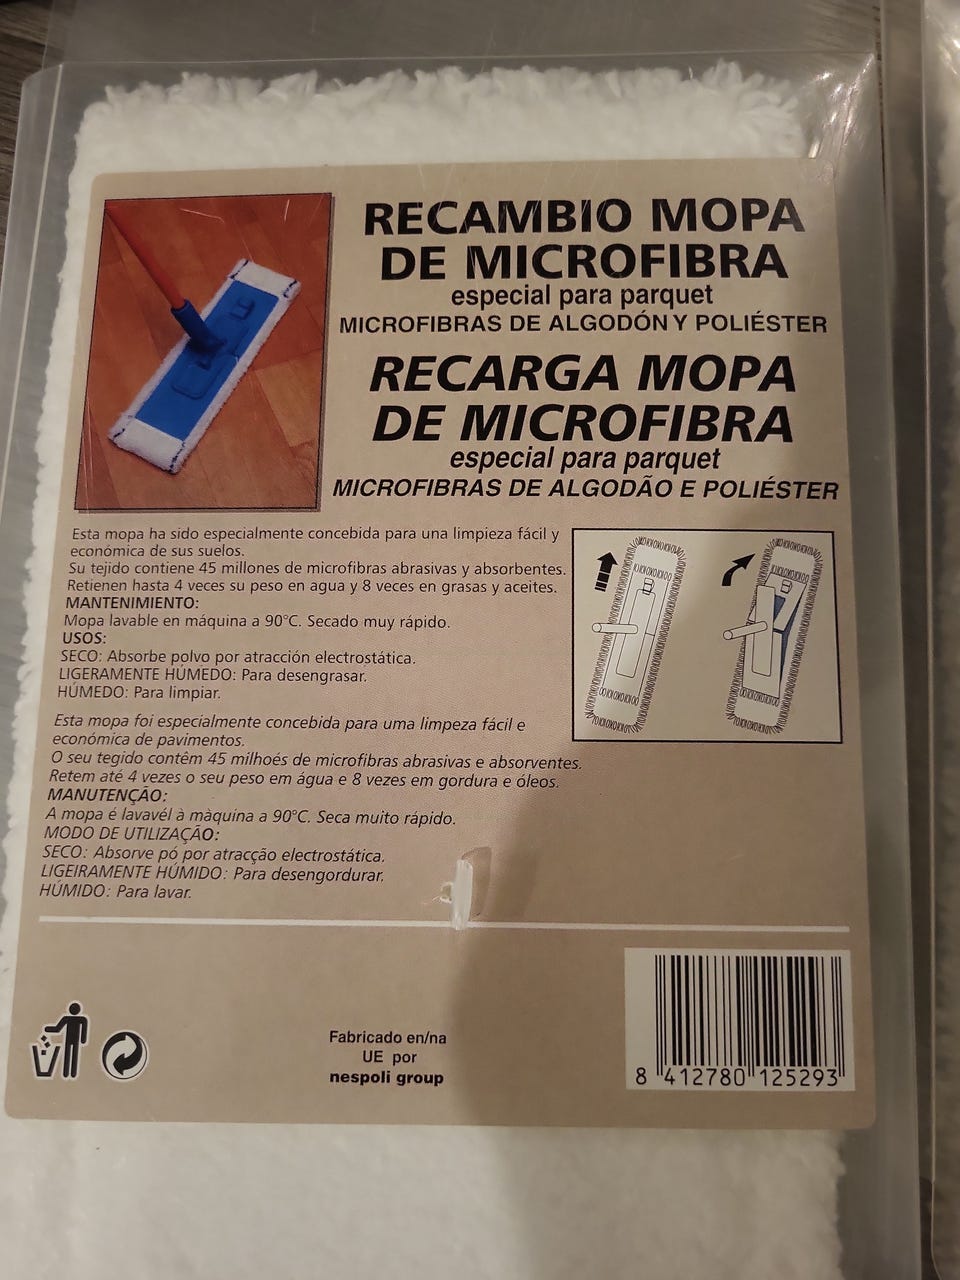 RECAMBIO MOPA
DE MICROFIBRA
especial para parquet
MICROFIBRAS DE ALGODÓN Y POLIÉSTER
RECARGA MOPA
DE MICROFIBRA
especial para parquet
MICROFIBRAS DE ALGODÃO E POLIÉSTER
Esta mopa ha sido especialmente concebida para una limpieza fácil y
económica de sus suelos.
Su tejido contiene 45 millones de microfibras abrasivas y absorbentes.
Retienen hasta 4 veces su peso en agua y 8 veces en grasas y aceites.
MANTENIMIENTO:
Mopa lavable en máquina a 90°C. Secado muy rápido.
USOS:
SECO: Absorbe polvo por atracción electrostática.
LIGERAMENTE HÚMEDO: Para desengrasar.
HÚMEDO: Para limpiar.
Esta mopa foi especialmente concebida para uma limpeza fácil e
económica de pavimentos.
O seu tegido contêm 45 milhoés de microfibras abrasivas e absorventes.
Retem até 4 vezes o seu peso em água e 8 vezes em gordura e óleos.
MANUTENÇÃO:
A mopa é lavavél à màquina a 90°C. Seca muito rápido.
MODO DE UTILIZAÇÃO:
SECO: Absorve pó por atracção electrostática.
LIGEIRAMENTE HÚMIDO: Para desengordurar.
HÚMIDO: Para lavar.
Fabricado en/na
UE por
nespoli group
8 412780 125293